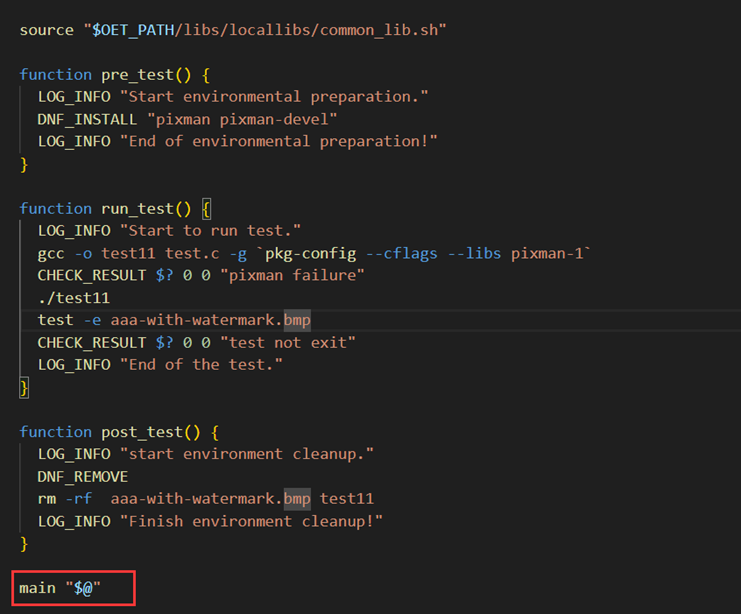 source "$OET_PATH/libs/locallibs/common_lib.sh"
function pre_test() {
LOG_INFO "Start environmental preparation."
DNF_INSTALL "pixman pixman-devel"
LOG_INFO "End of environmental preparation!"
}
function run_test() {
LOG_INFO "Start to run test."
gcc -o test11 test.c -g `pkg-config --cflags --libs pixman-1`
CHECK_RESULT $? 0 0 "pixman failure"
./test11
test -e aaa-with-watermark.bmp
CHECK_RESULT $? 0 0 "test not exit"
LOG_INFO "End of the test."
}
function post_test() {
LOG_INFO "start environment cleanup."
DNF_REMOVE
rm -rf  aaa-with-watermark.bmp test11
LOG_INFO "Finish environment cleanup!"
}
main "$@"